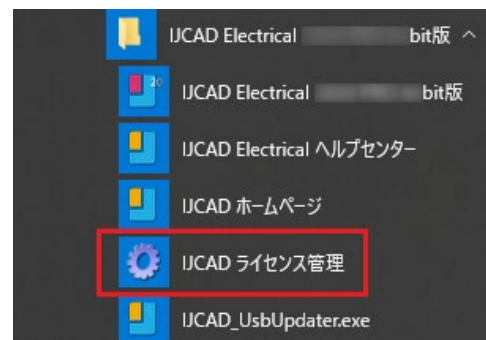 IJCAD Electrical bit版
20
IJCAD Electrical bit版
IJCAD Electrical ヘルプセンター
IJCAD ホームページ
IJCAD ライセンス管理
IJCAD_UsbUpdater.exe